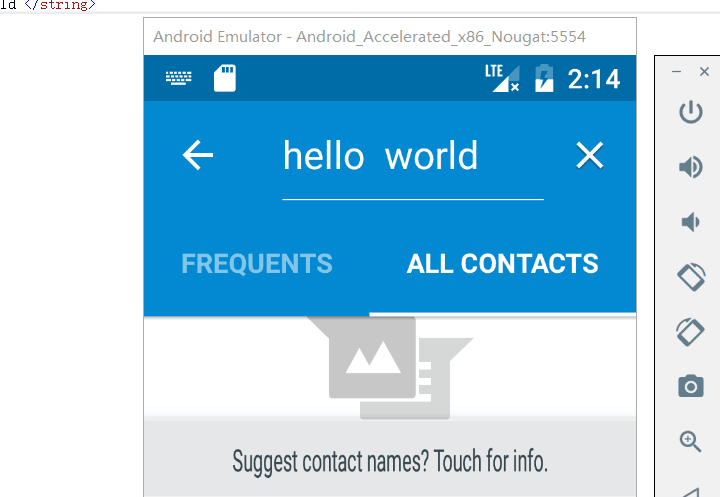 ld </string>
Android Emulator - Android_Accelerated_x86_Nougat:5554
LTE 2:14
hello  world
FREQUENTS ALL CONTACTS
Suggest contact names? Touch for info.